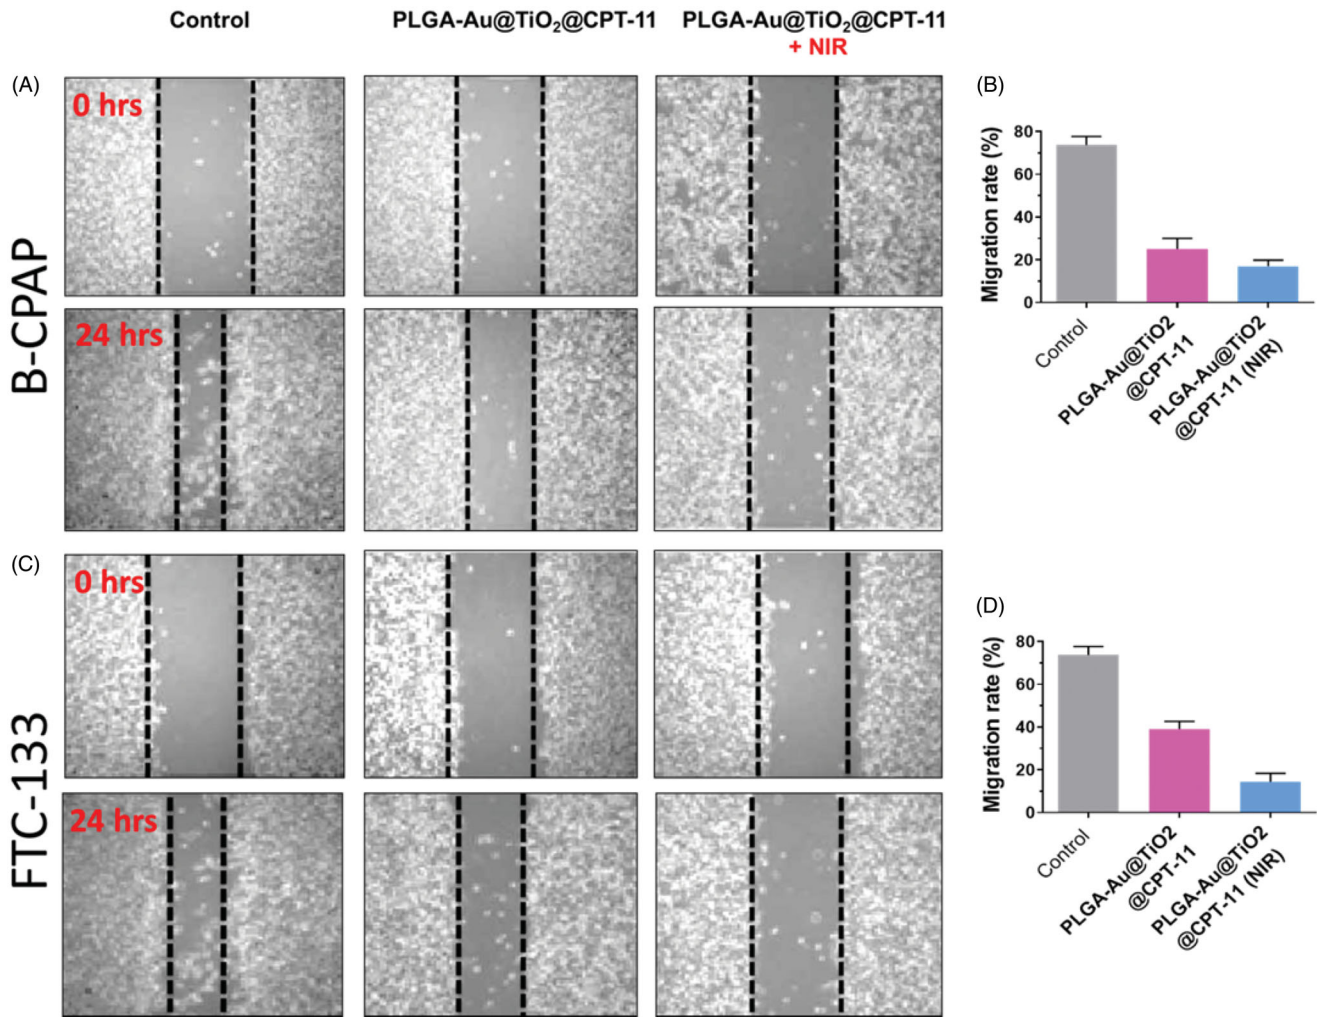 Control
PLGA-Au@TiO2@CPT-11
PLGA-Au@TiO2@CPT-11
+ NIR
(A)
B-CPAP
0 hrs
24 hrs
(B)
Migration rate (%)
80
60
40
20
0
Control
PLGA-Au@TiO2
@CPT-11
PLGA-Au@TiO2
@CPT-11 (NIR)
(C)
FTC-133
0 hrs
24 hrs
(D)
Migration rate (%)
80
60
40
20
0
Control
PLGA-Au@TiO2
@CPT-11
PLGA-Au@TiO2
@CPT-11 (NIR)